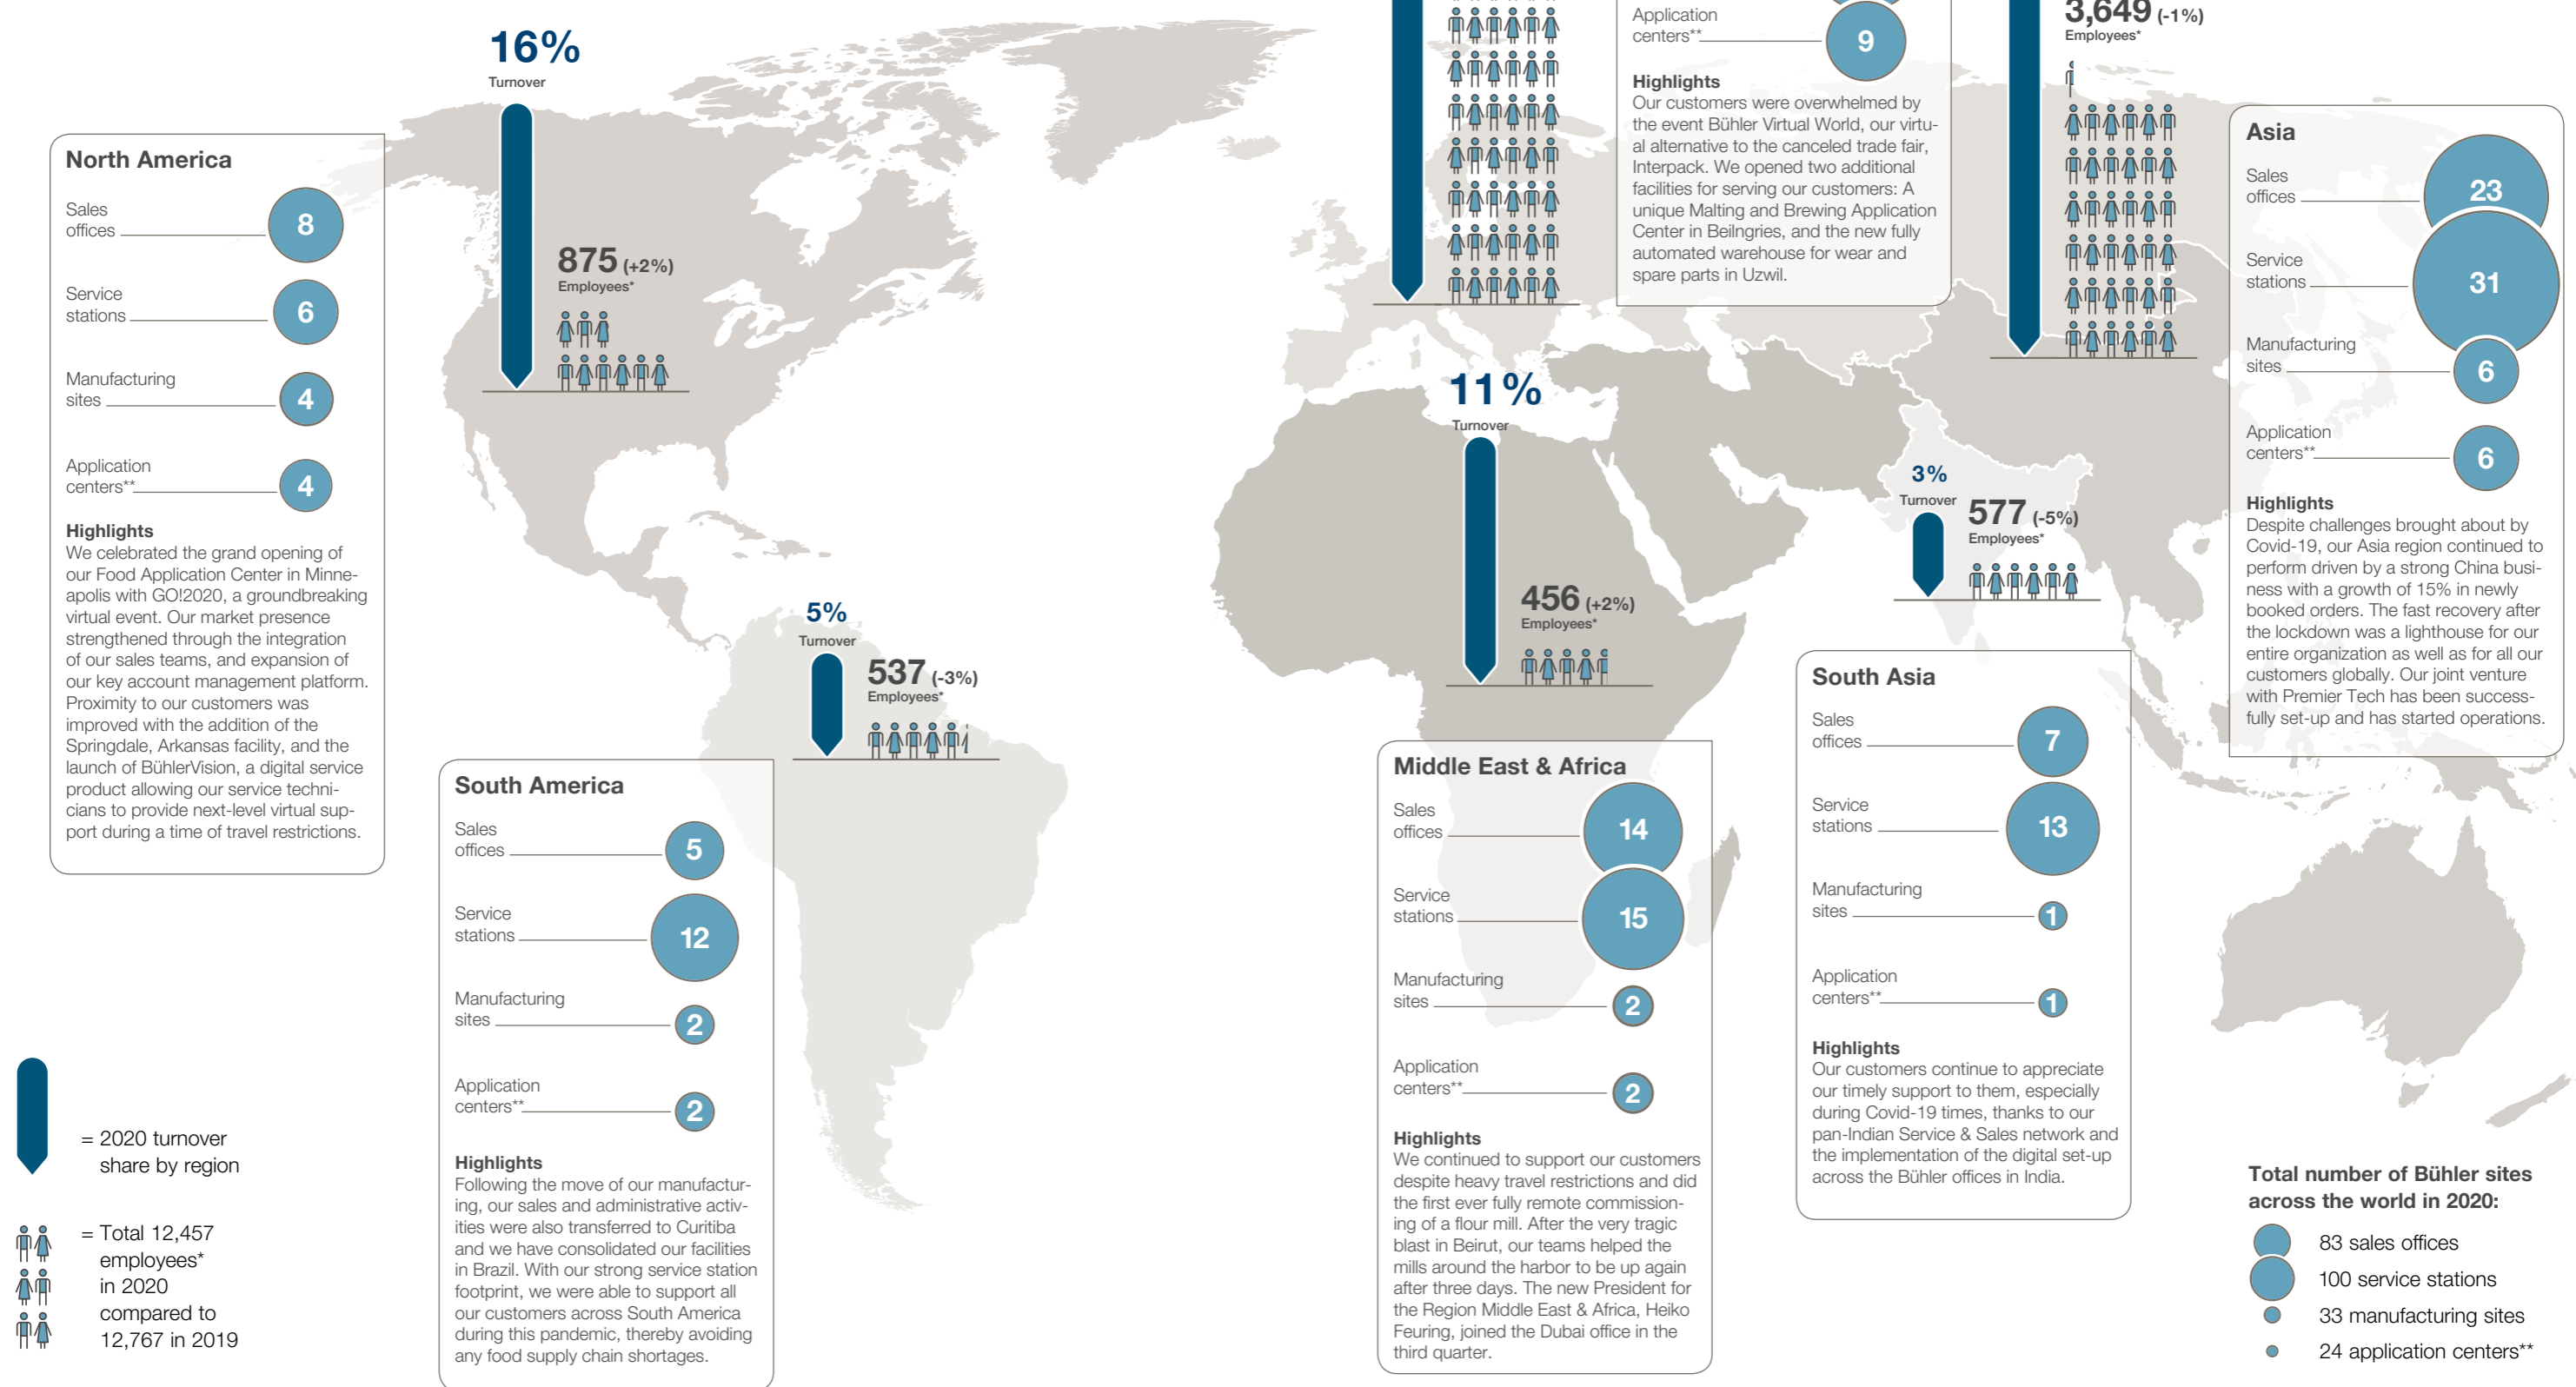 16%
Turnover
875 (+2%)
Employees*
North America
Sales
offices
8
Service
stations
6
Manufacturing
sites
4
Application
centers**
4
Highlights
We celebrated the grand opening of
our Food Application Center in Minne-
apolis with GO!2020, a groundbreaking
virtual event. Our market presence
strengthened through the integration
of our sales teams, and expansion of
our key account management platform.
Proximity to our customers was
improved with the addition of the
Springdale, Arkansas facility, and the
launch of BühlerVision, a digital service
product allowing our service techni-
cians to provide next-level virtual sup-
port during a time of travel restrictions.
5%
Turnover
537 (-3%)
Employees*
South America
Sales
offices
5
Service
stations
12
Manufacturing
sites
2
Application
centers**
2
Highlights
Following the move of our manufactur-
ing, our sales and administrative activ-
ities were also transferred to Curitiba
and we have consolidated our facilities
in Brazil. With our strong service station
footprint, we were able to support all
our customers across South America
during this pandemic, thereby avoiding
any food supply chain shortages.
Application
centers**
9
Highlights
Our customers were overwhelmed by
the event Bühler Virtual World, our virtu-
al alternative to the canceled trade fair,
Interpack. We opened two additional
facilities for serving our customers: A
unique Malting and Brewing Application
Center in Beilngries, and the new fully
automated warehouse for wear and
spare parts in Uzwil.
11%
Turnover
456 (+2%)
Employees*
Middle East & Africa
Sales
offices
14
Service
stations
15
Manufacturing
sites
2
Application
centers**
2
Highlights
We continued to support our customers
despite heavy travel restrictions and did
the first ever fully remote commission-
ing of a flour mill. After the very tragic
blast in Beirut, our teams helped the
mills around the harbor to be up again
after three days. The new President for
the Region Middle East & Africa, Heiko
Feuring, joined the Dubai office in the
third quarter.
3%
Turnover
577 (-5%)
Employees*
South Asia
Sales
offices
7
Service
stations
13
Manufacturing
sites
1
Application
centers**
1
Highlights
Our customers continue to appreciate
our timely support to them, especially
during Covid-19 times, thanks to our
pan-Indian Service & Sales network and
the implementation of the digital set-up
across the Bühler offices in India.
3,649 (-1%)
Employees*
Asia
Sales
offices
23
Service
stations
31
Manufacturing
sites
6
Application
centers**
6
Highlights
Despite challenges brought about by
Covid-19, our Asia region continued to
perform driven by a strong China busi-
ness with a growth of 15% in newly
booked orders. The fast recovery after
the lockdown was a lighthouse for our
entire organization as well as for all our
customers globally. Our joint venture
with Premier Tech has been success-
fully set-up and has started operations.
= 2020 turnover
share by region
= Total 12,457
employees*
in 2020
compared to
12,767 in 2019
Total number of Bühler sites
across the world in 2020:
83 sales offices
100 service stations
33 manufacturing sites
24 application centers**